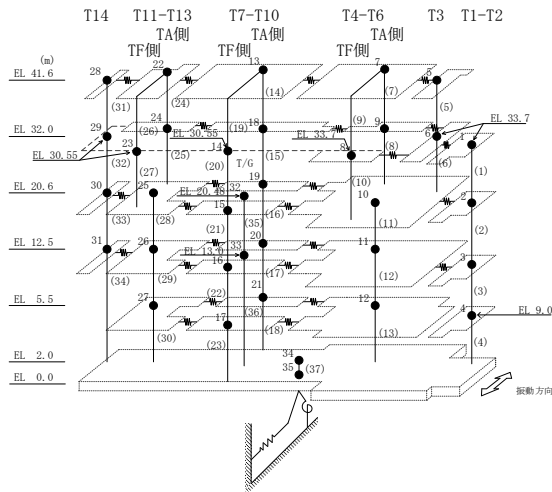 T14 T11-T13 T7-T10 T4-T6 T3 T1-T2
TA側 TA側 TA側
TF側 TF側 TF側
(m)
EL 41.6 28 22 13 7 5
(31) (24) (14) (7) (5)
EL 32.0 29 24 18 9 6 1 EL 33.7
(26) (19) EL 30.55 EL 33.7 (9)
EL 30.55 23 14 8 (8)
(32) (25) (20) (15) (6) (1)
(27) T/G (10)
EL 20.6 30 25 EL 20.48 32 19 10 2
(33) (28) 15 (35) (16) (11) (2)
(21)
EL 12.5 31 26 EL 13.0 33 20 11 3
(34) (29) 16 (17) (12) (3)
EL 5.5 27 (22) 21 12 4 EL 9.0
(30) 17 (36) (18) (13)
(23) (4)
EL 2.0 34
EL 0.0 35 (37)
振動方向